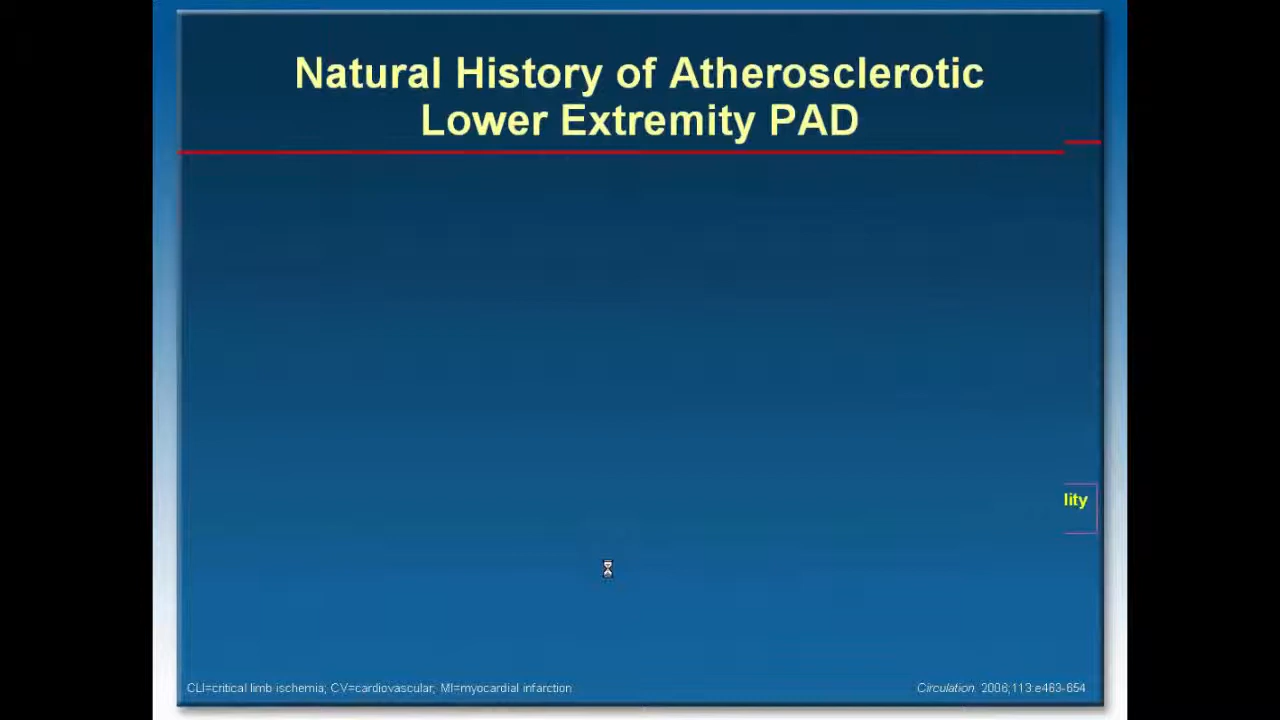 Natural History of Atherosclerotic
Lower Extremity PAD
lity
CLI=critical limb ischemia; CV=cardiovascular; MI=myocardial infarction
Circulation. 2006;113:e463-654